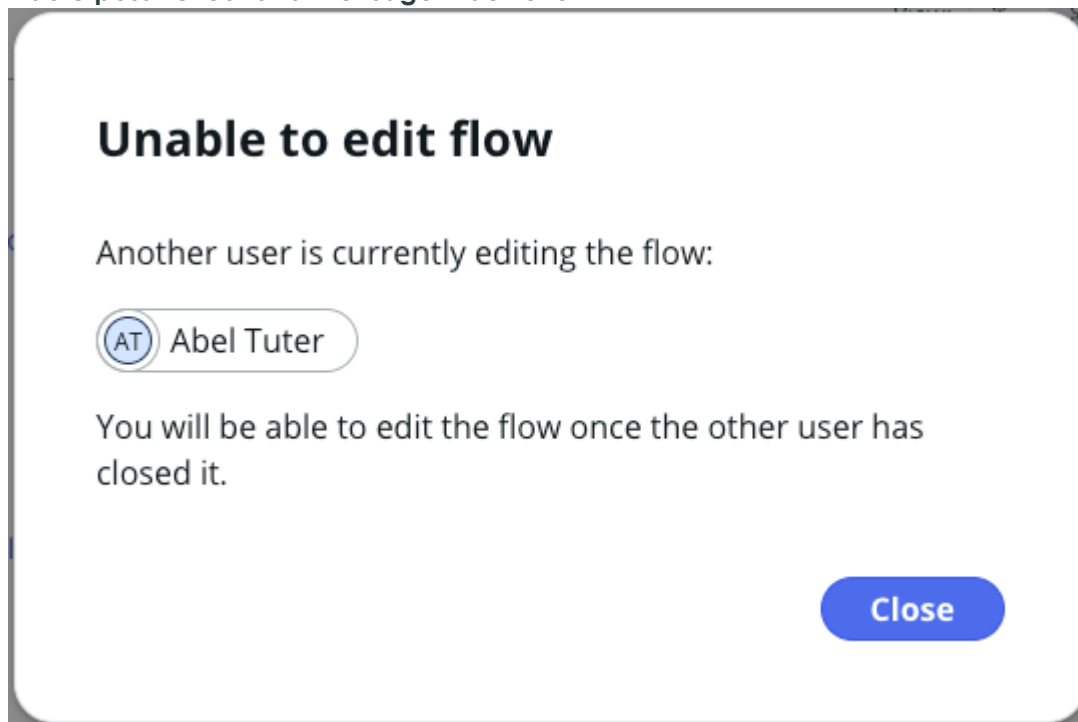 Unable to edit flow
Another user is currently editing the flow:
AT Abel Tuter
You will be able to edit the flow once the other user has
closed it.
Close